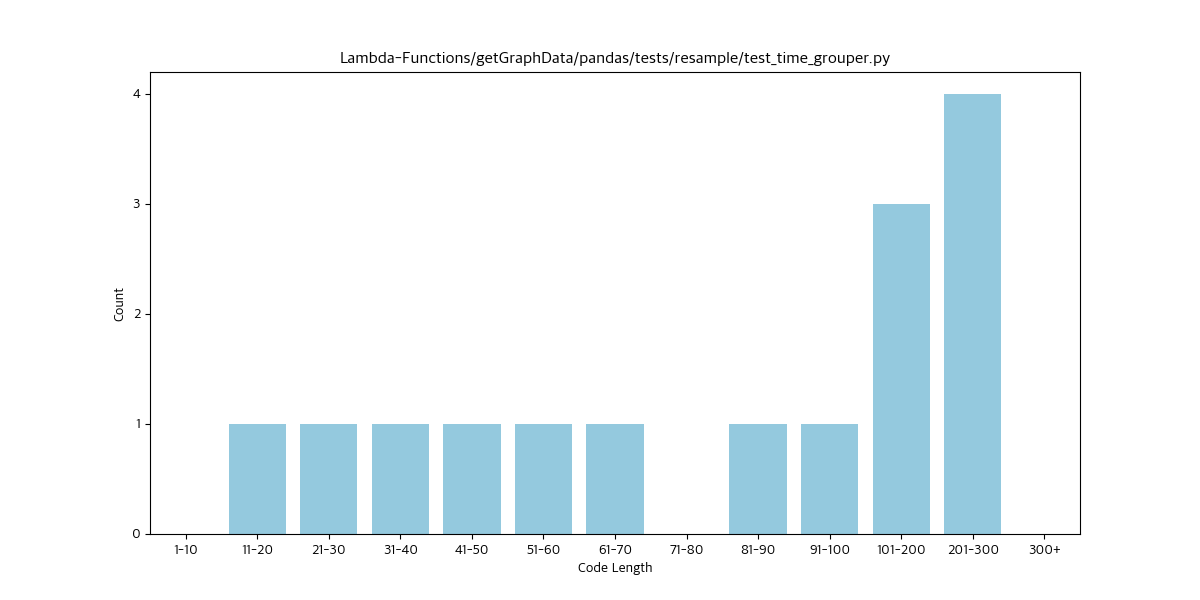 Lambda-Functions/getGraphData/pandas/tests/resample/test_time_grouper.py
4
3
2
1
0
Count
1-10 11-20 21-30 31-40 41-50 51-60 61-70 71-80 81-90 91-100 101-200 201-300 300+
Code Length